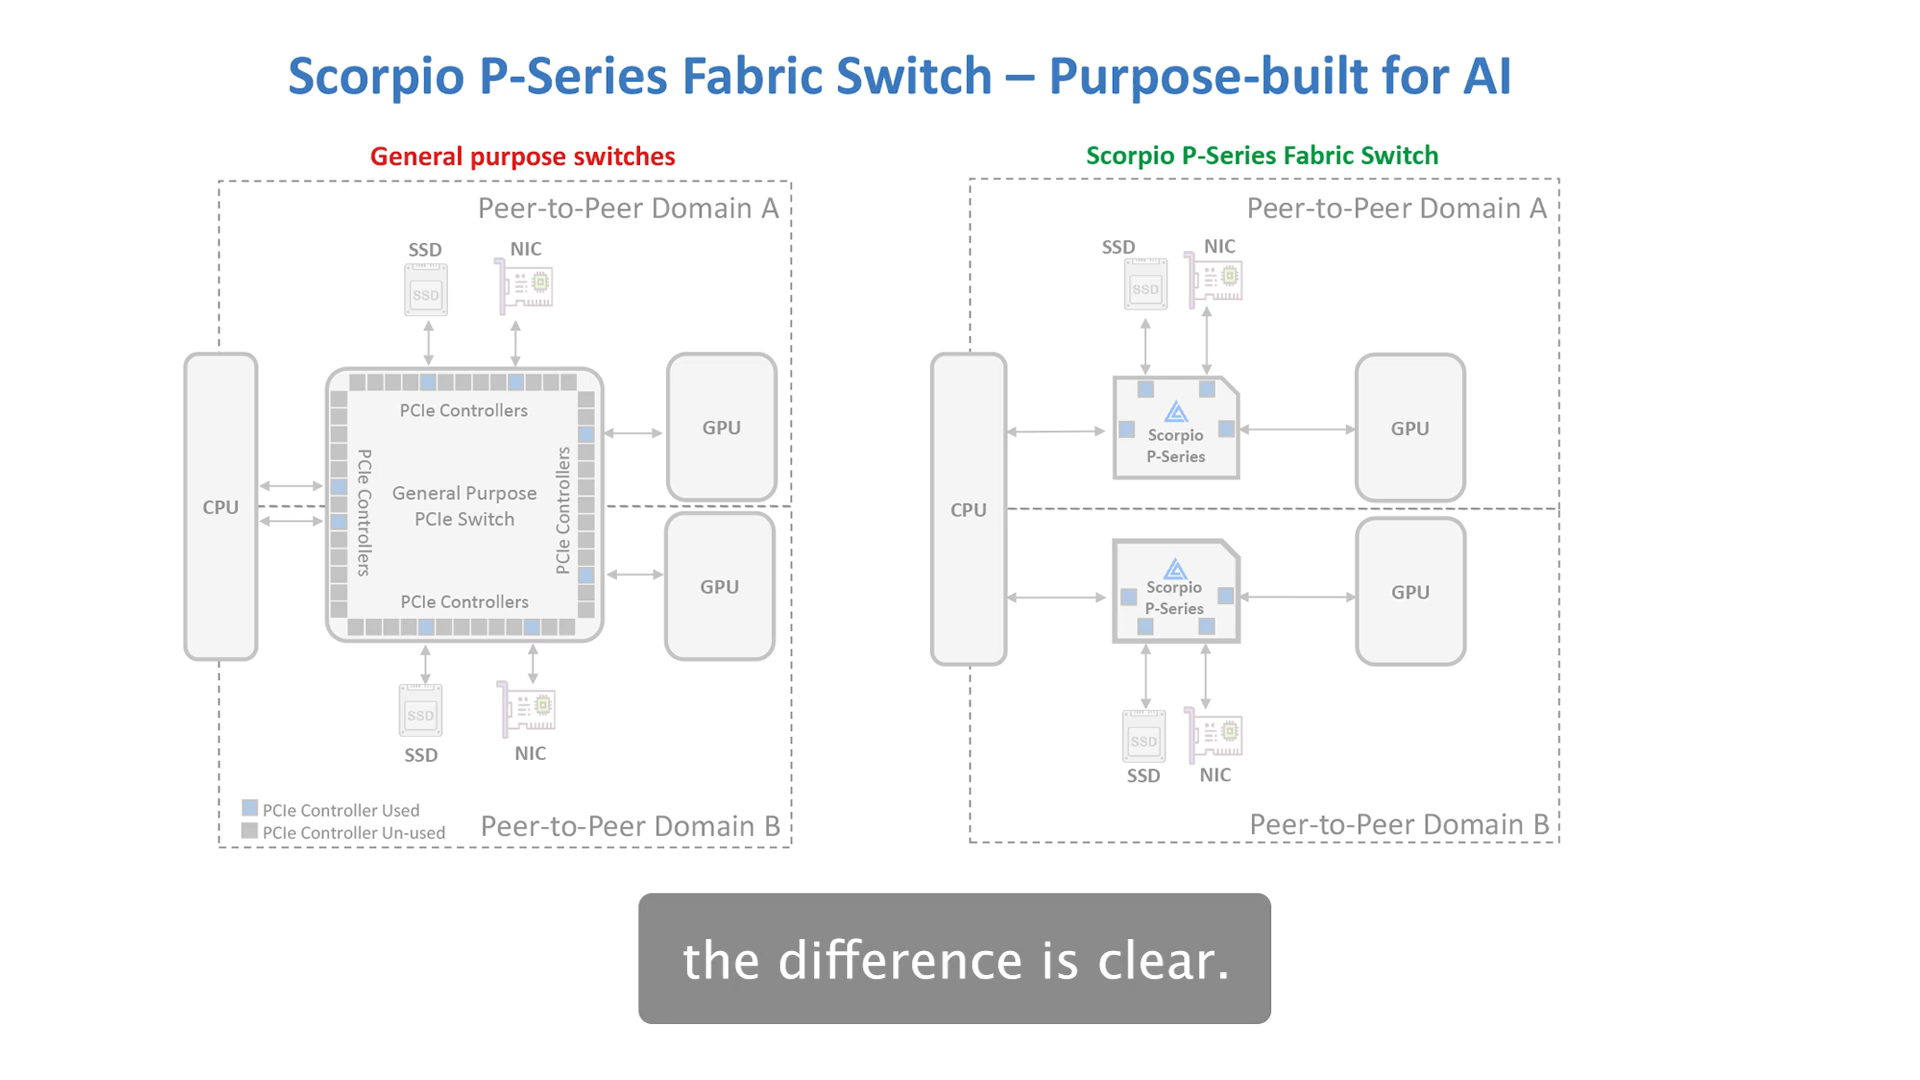 Scorpio P-Series Fabric Switch – Purpose-built for AI
General purpose switches
Peer-to-Peer Domain A
SSD
NIC
SSD
PCIe Controllers
PCIe Controllers
PCIe Controllers
General Purpose
PCIe Switch
PCIe Controllers
CPU
GPU
GPU
SSD
SSD
NIC
PCIe Controller Used
PCIe Controller Un-used
Peer-to-Peer Domain B
Scorpio P-Series Fabric Switch
Peer-to-Peer Domain A
SSD
NIC
SSD
Scorpio
P-Series
GPU
CPU
Scorpio
P-Series
GPU
SSD
SSD
NIC
Peer-to-Peer Domain B
the difference is clear.